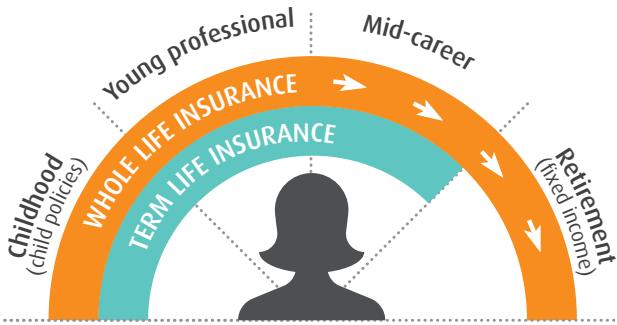 Young professional
Mid-career
WHOLE LIFE INSURANCE
TERM LIFE INSURANCE
Childhood
(child policies)
Retirement
(fixed income)